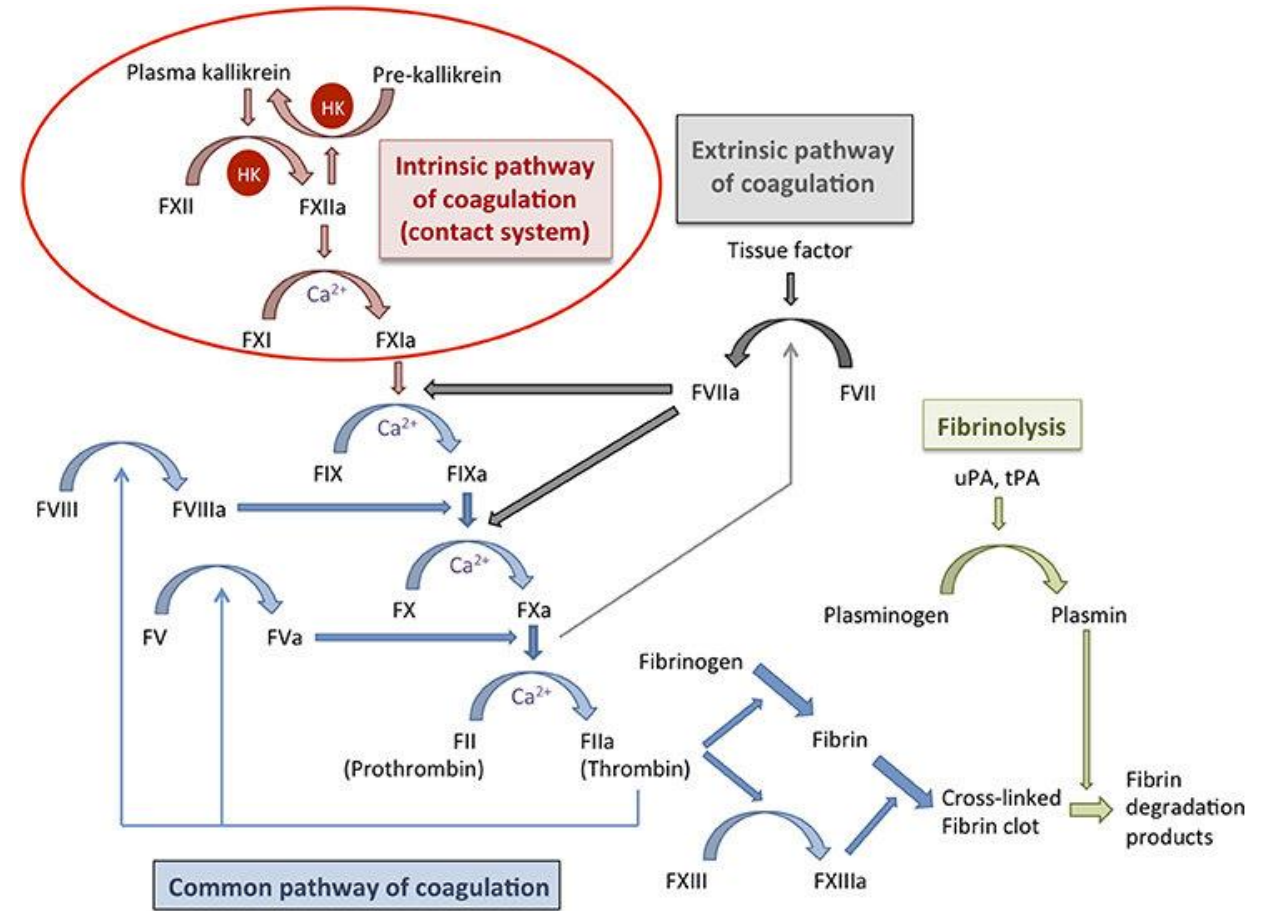 Plasma kallikrein
Pre-kallikrein
HK
HK
FXII
FXIIa
Intrinsic pathway
of coagulation
(contact system)
Ca²⁺
FXI
FXIa
Extrinsic pathway
of coagulation
Tissue factor
FVIIa
FVII
Ca²⁺
FIX
FIXa
FVIII
FVIIIa
Ca²⁺
FX
FXa
FV
FVa
Ca²⁺
FII
(Prothrombin)
FIIa
(Thrombin)
Fibrinolysis
uPA, tPA
Plasminogen
Plasmin
Fibrinogen
Fibrin
Cross-linked
Fibrin clot
Fibrin
degradation
products
FXIII
FXIIIa
Common pathway of coagulation